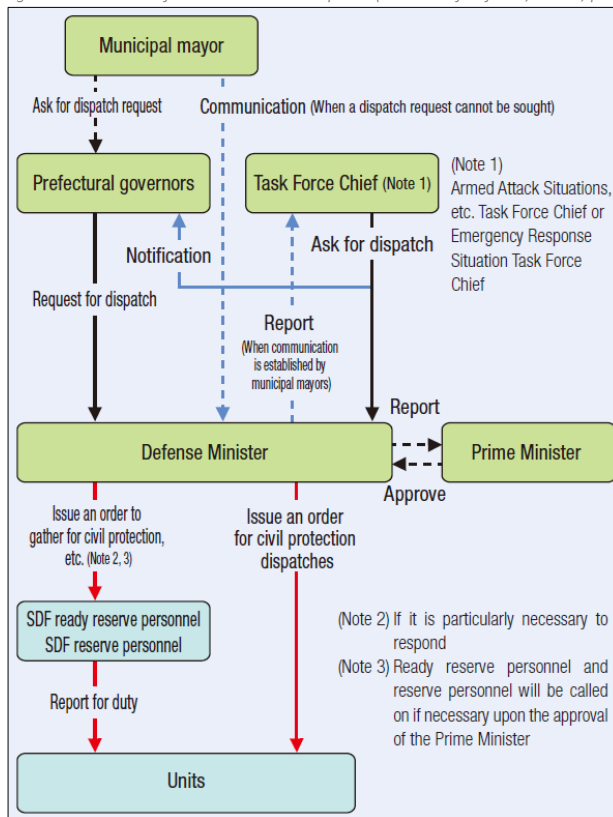 Municipal mayor
Ask for dispatch request
Communication (When a dispatch request cannot be sought)
Prefectural governors
Task Force Chief (Note 1)
(Note 1)
Armed Attack Situations,
etc. Task Force Chief or
Emergency Response
Situation Task Force
Chief
Notification
Ask for dispatch
Request for dispatch
Report
(When communication
is established by
municipal mayors)
Defense Minister
Report
Approve
Prime Minister
Issue an order to
gather for civil protection,
etc. (Note 2, 3)
Issue an order
for civil protection
dispatches
SDF ready reserve personnel
SDF reserve personnel
Report for duty
Units
(Note 2) If it is particularly necessary to
respond
(Note 3) Ready reserve personnel and
reserve personnel will be called
on if necessary upon the approval
of the Prime Minister